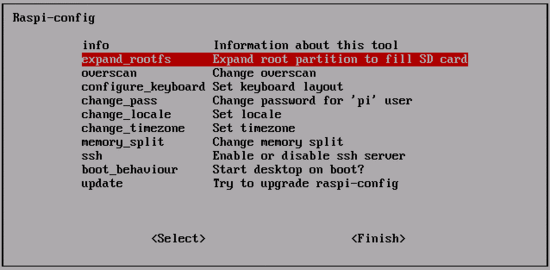 Raspi-config
info Information about this tool
expand_rootfs Expand root partition to fill SD card
overscan Change overscan
configure_keyboard Set keyboard layout
change_pass Change password for 'pi' user
change_locale Set locale
change_timezone Set timezone
memory_split Change memory split
ssh Enable or disable ssh server
boot_behaviour Start desktop on boot?
update Try to upgrade raspi-config
<Select> <Finish>